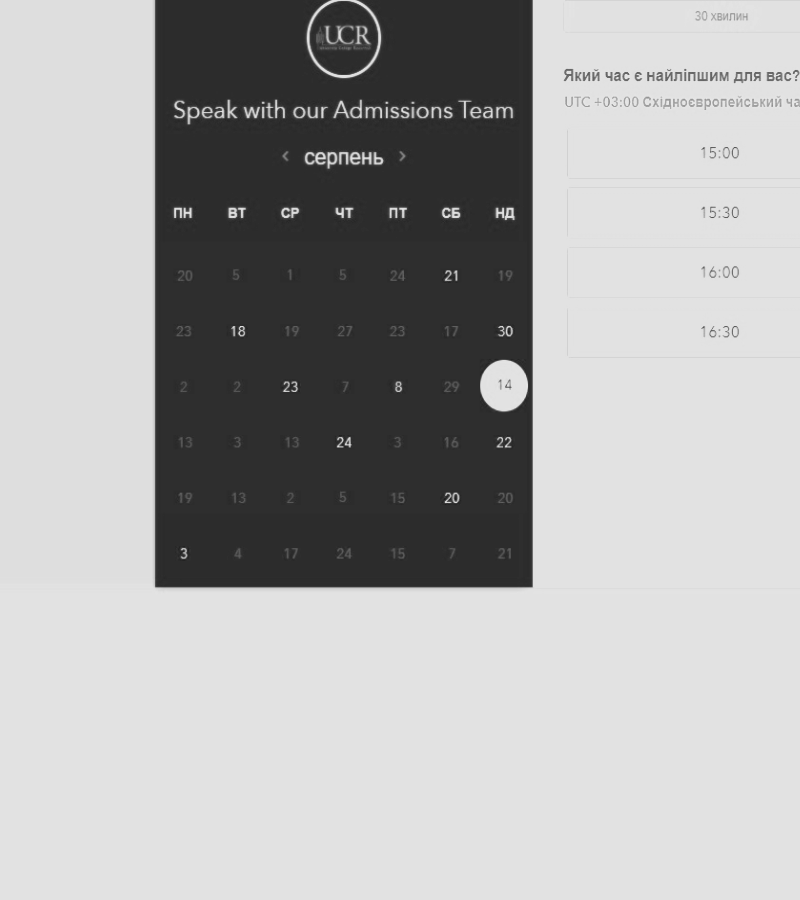 UCR
Speak with our Admissions Team
< серпень >
ПН ВТ СР ЧТ ПТ СБ НД
20 5 1 5 24 21 19
23 18 19 27 23 17 30
2 2 23 7 8 29 14
13 3 13 24 3 16 22
19 13 2 5 15 20 20
3 4 17 24 15 7 21
30 хвилин
Який час є найліпшим для вас?
UTC +03:00 Східноєвропейський ча
15:00
15:30
16:00
16:30